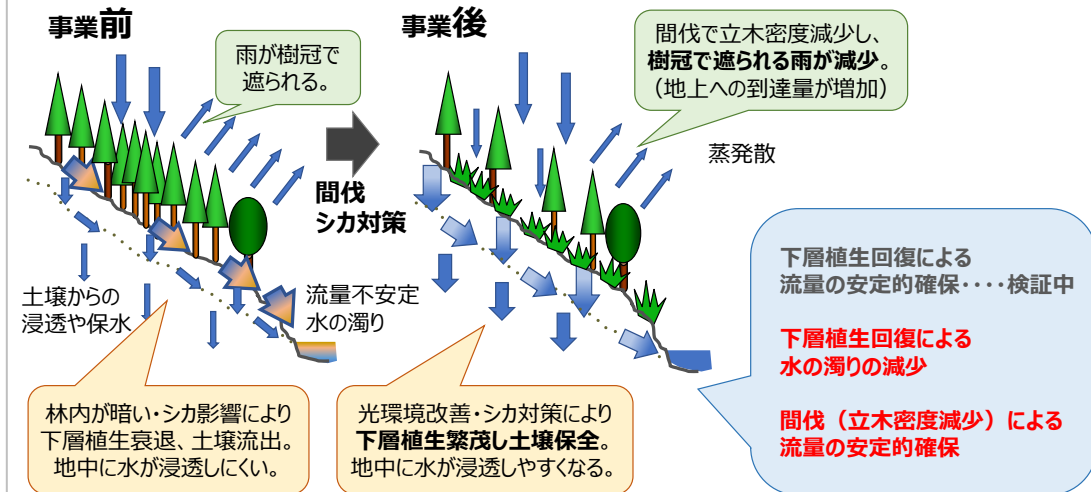 事業前
雨が樹冠で
遮られる。
間伐
シカ対策
土壌からの
浸透や保水
流量不安定
水の濁り
林内が暗い・シカ影響により
下層植生衰退、土壌流出。
地中に水が浸透しにくい。
事業後
間伐で立木密度減少し、
樹冠で遮られる雨が減少。
（地上への到達量が増加）
蒸発散
光環境改善・シカ対策により
下層植生繁茂し土壌保全。
地中に水が浸透しやすくなる。
下層植生回復による
流量の安定的確保・・・・検証中
下層植生回復による
水の濁りの減少
間伐（立木密度減少）による
流量の安定的確保